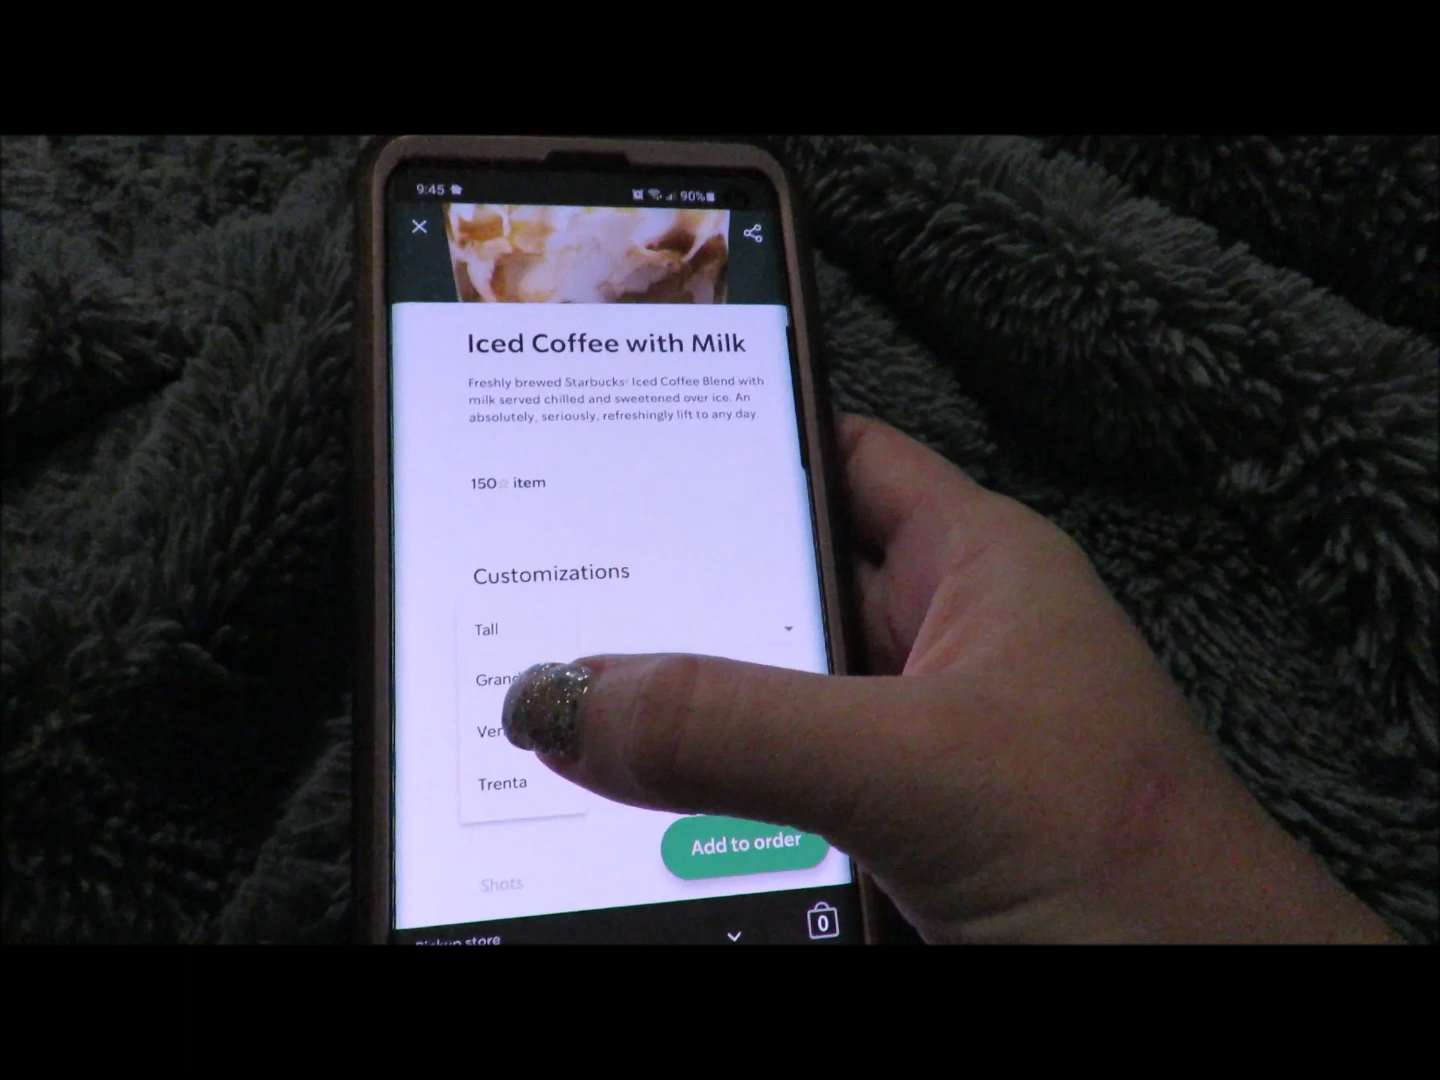 9:45
90%
Iced Coffee with Milk
Freshly brewed Starbucks® Iced Coffee Blend with
milk served chilled and sweetened over ice. An
absolutely, seriously, refreshingly lift to any day.
150☆ item
Customizations
Tall
Grand
Ven
Trenta
Add to order
Shots
0
Pickup store